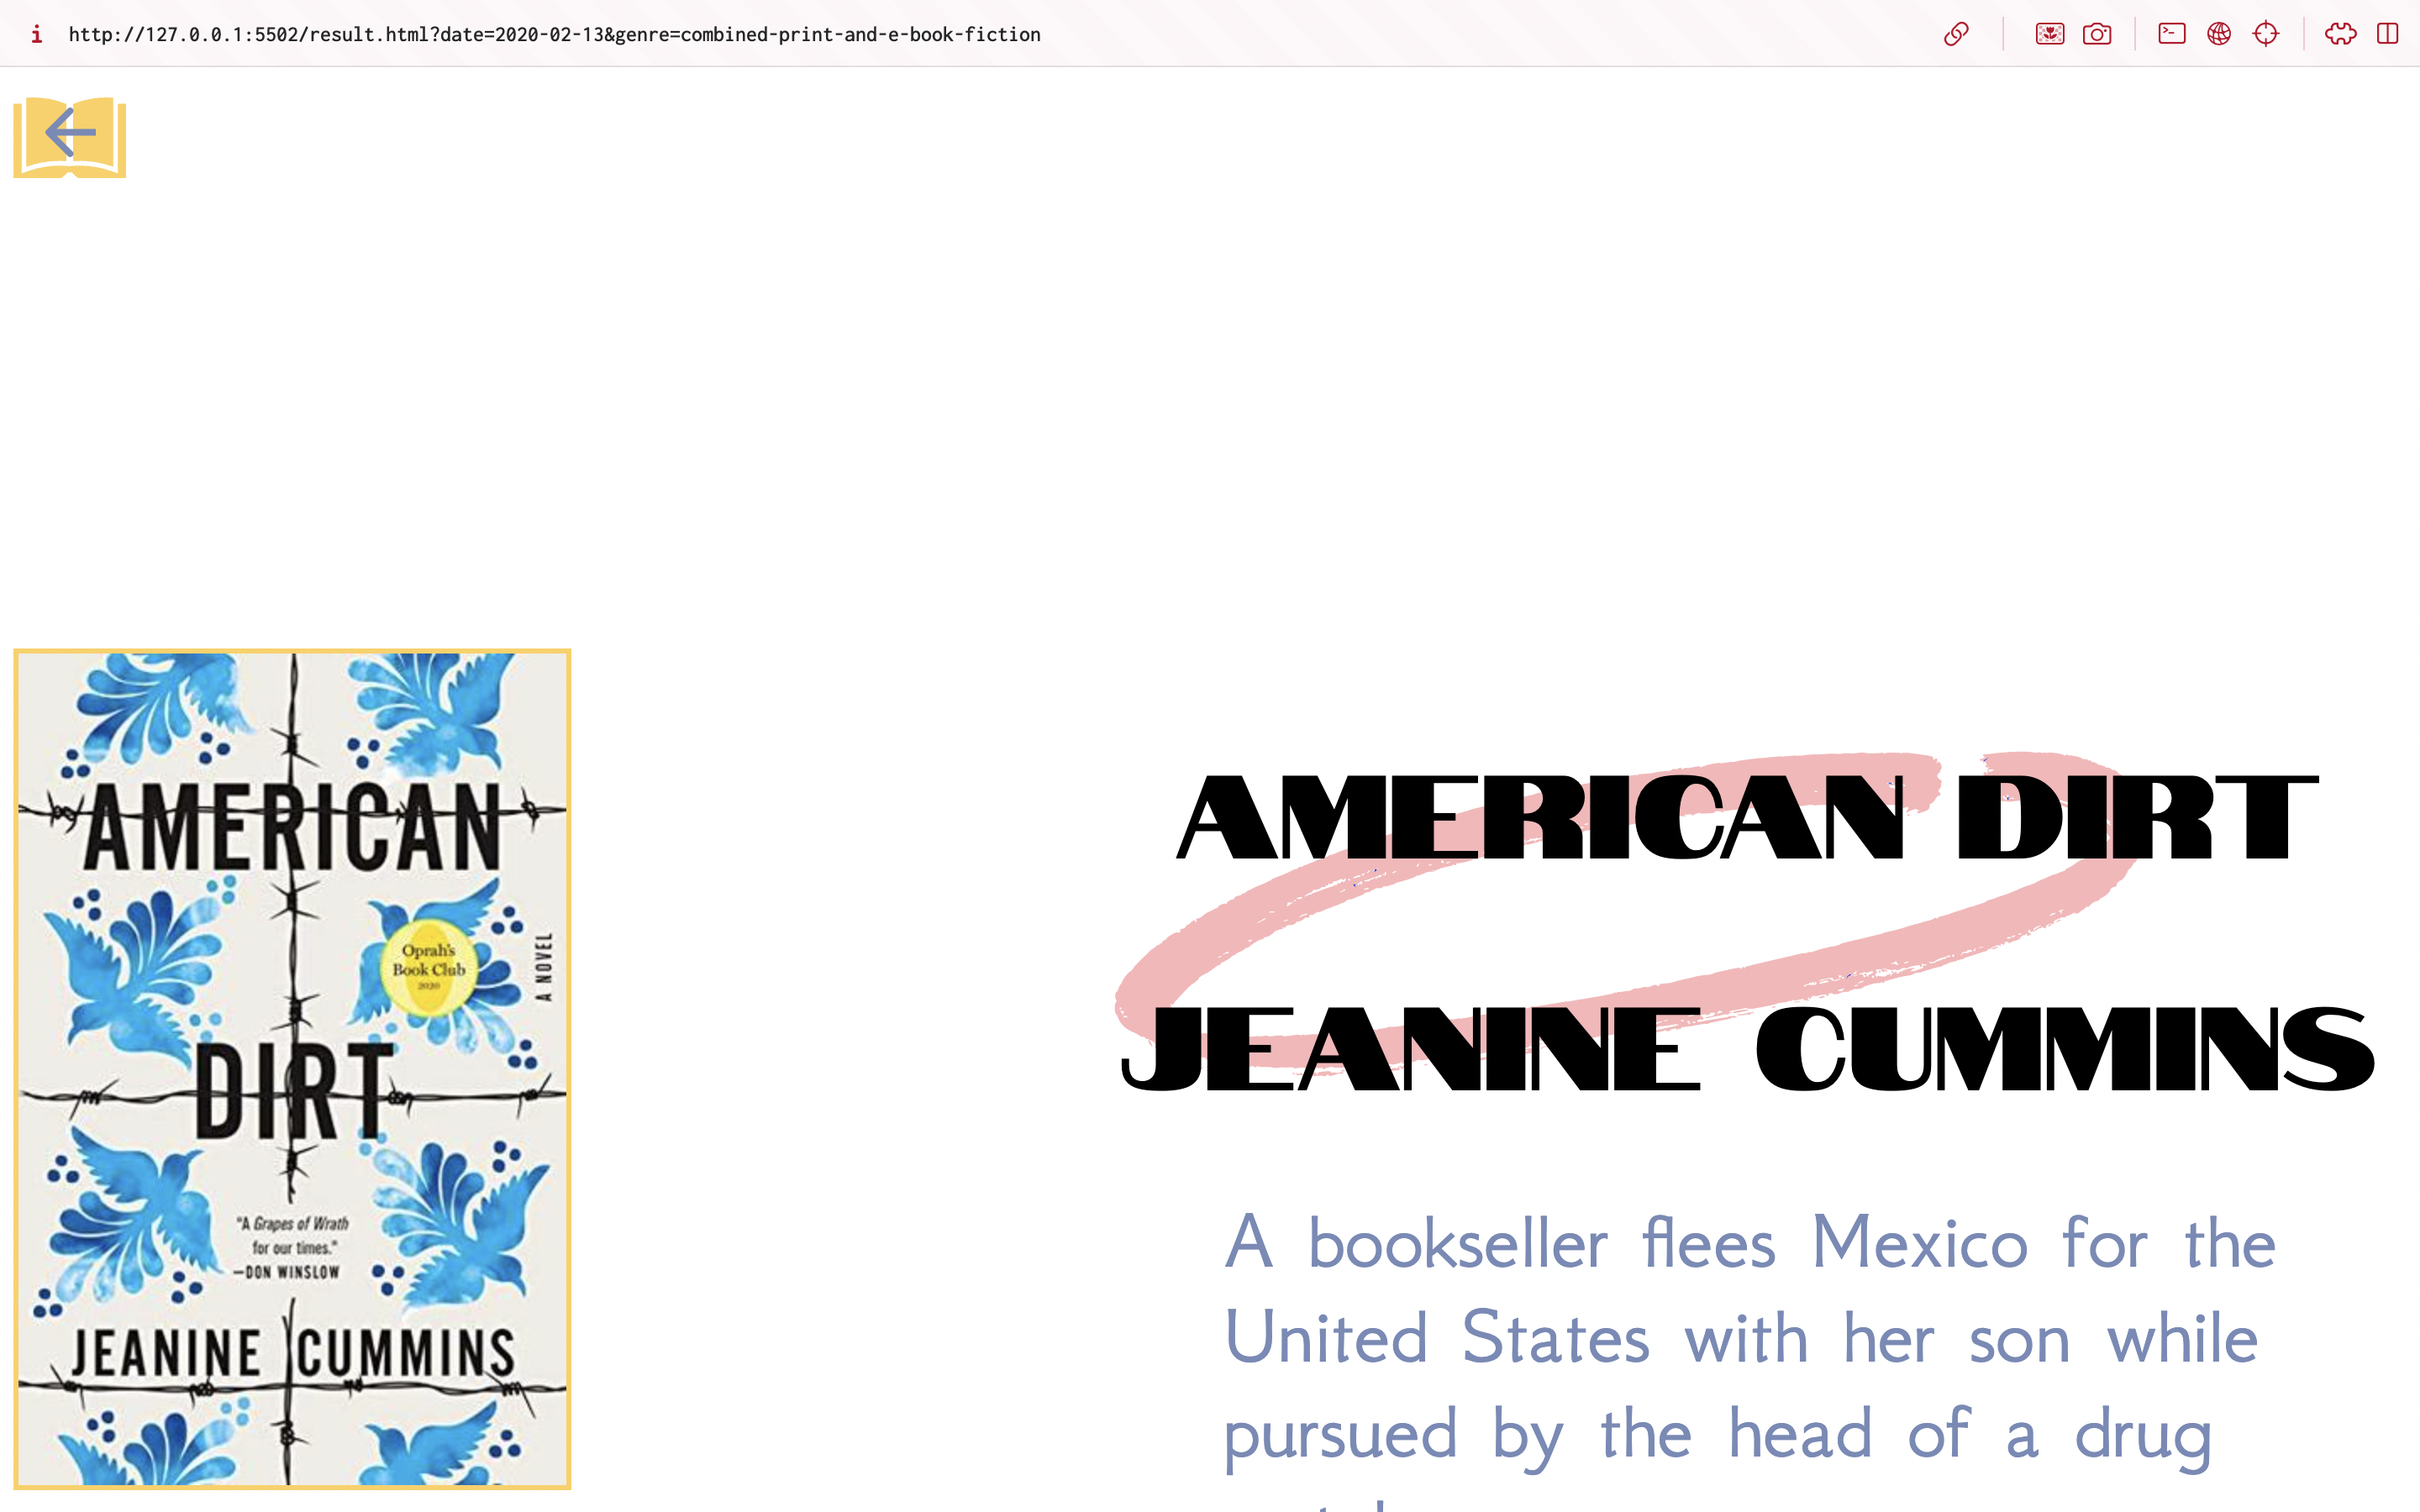 http://127.0.0.1:5502/result.html?date=2020-02-13&genre=combined-print-and-e-book-fiction
AMERICAN
Oprah's
Book Club
2020
A NOVEL
DIRT
"A Grapes of Wrath
for our times."
—DON WINSLOW
JEANINE CUMMINS
AMERICAN DIRT
JEANINE CUMMINS
A bookseller flees Mexico for the
United States with her son while
pursued by the head of a drug